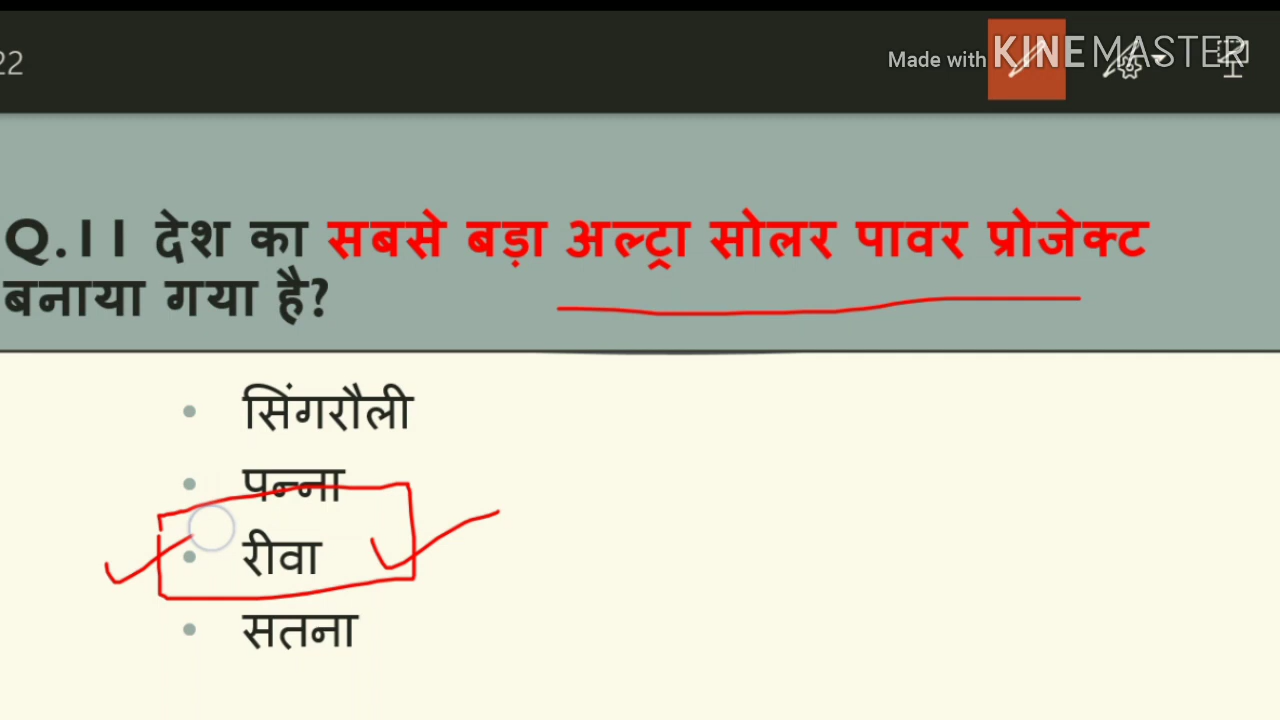 22
Made with KINEMASTER
Q.11 देश का सबसे बड़ा अल्ट्रा सोलर पावर प्रोजेक्ट
बनाया गया है?
• सिंगरौली
• पन्ना
• रीवा
• सतना